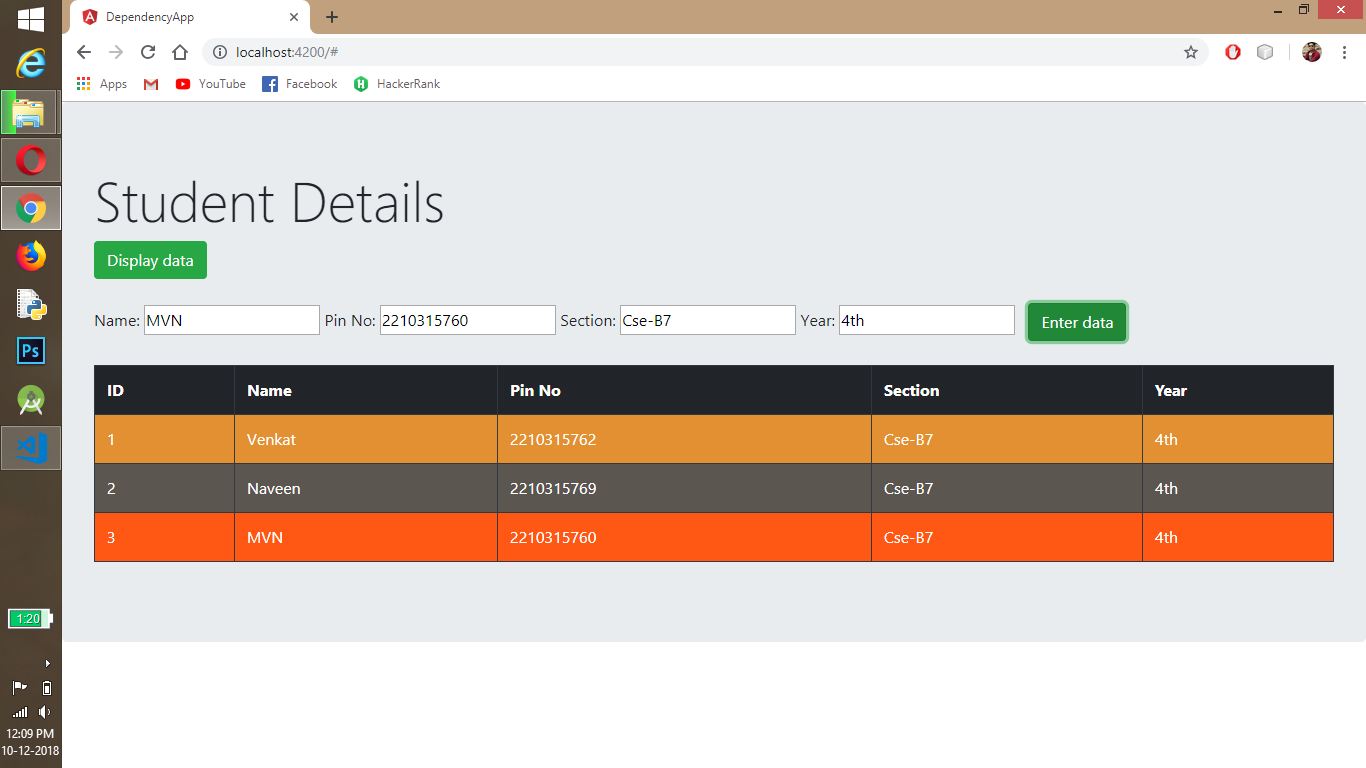 DependencyApp
localhost:4200/#
Apps YouTube Facebook HackerRank
Student Details
Display data
Name: MVN Pin No: 2210315760 Section: Cse-B7 Year: 4th Enter data
ID Name Pin No Section Year
1 Venkat 2210315762 Cse-B7 4th
2 Naveen 2210315769 Cse-B7 4th
3 MVN 2210315760 Cse-B7 4th
Ps
1:20
12:09 PM
10-12-2018